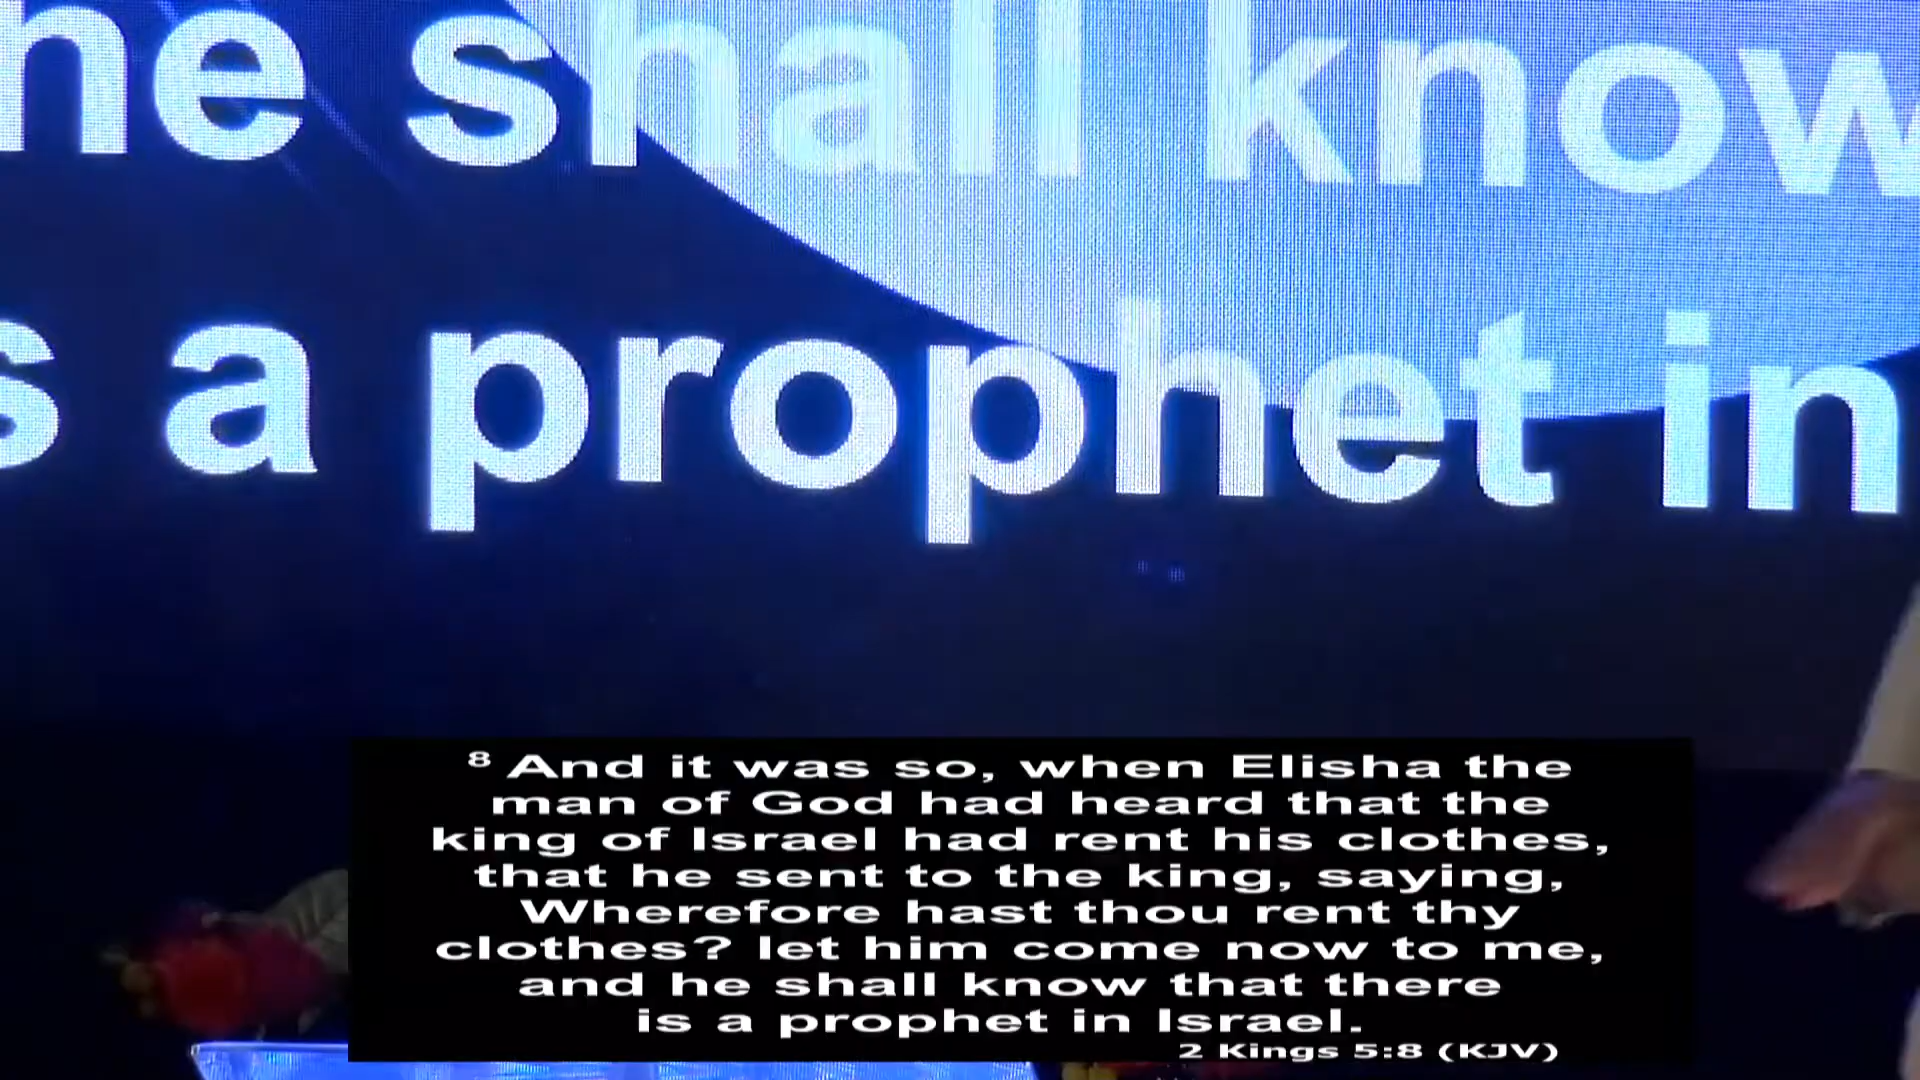 he shall know
s a prophet in
8 And it was so, when Elisha the
man of God had heard that the
king of Israel had rent his clothes,
that he sent to the king, saying,
Wherefore hast thou rent thy
clothes? let him come now to me,
and he shall know that there
is a prophet in Israel.
2 Kings 5:8 (KJV)